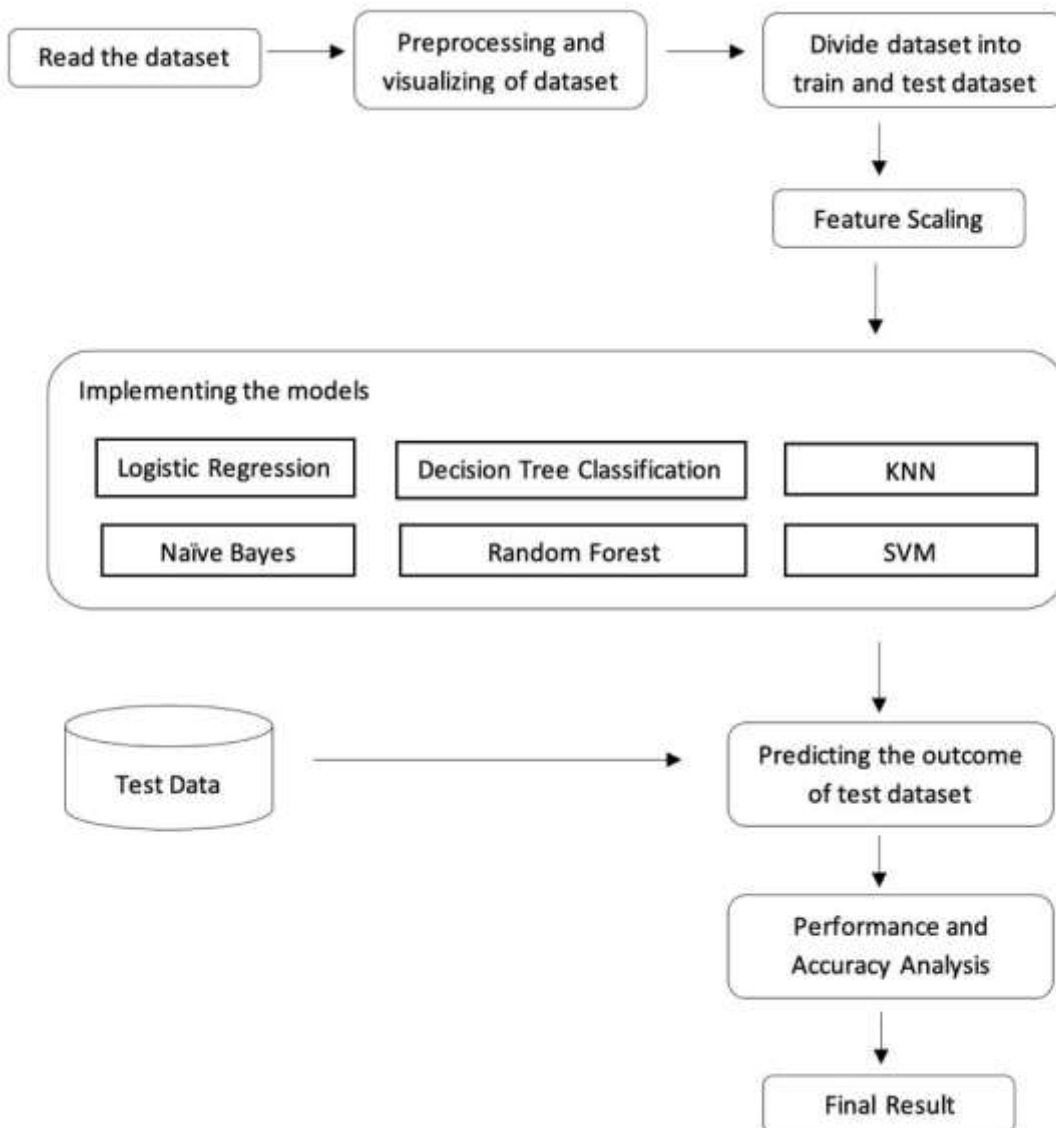 Read the dataset
Preprocessing and
visualizing of dataset
Divide dataset into
train and test dataset
Feature Scaling
Implementing the models
Logistic Regression
Decision Tree Classification
KNN
Naïve Bayes
Random Forest
SVM
Test Data
Predicting the outcome
of test dataset
Performance and
Accuracy Analysis
Final Result